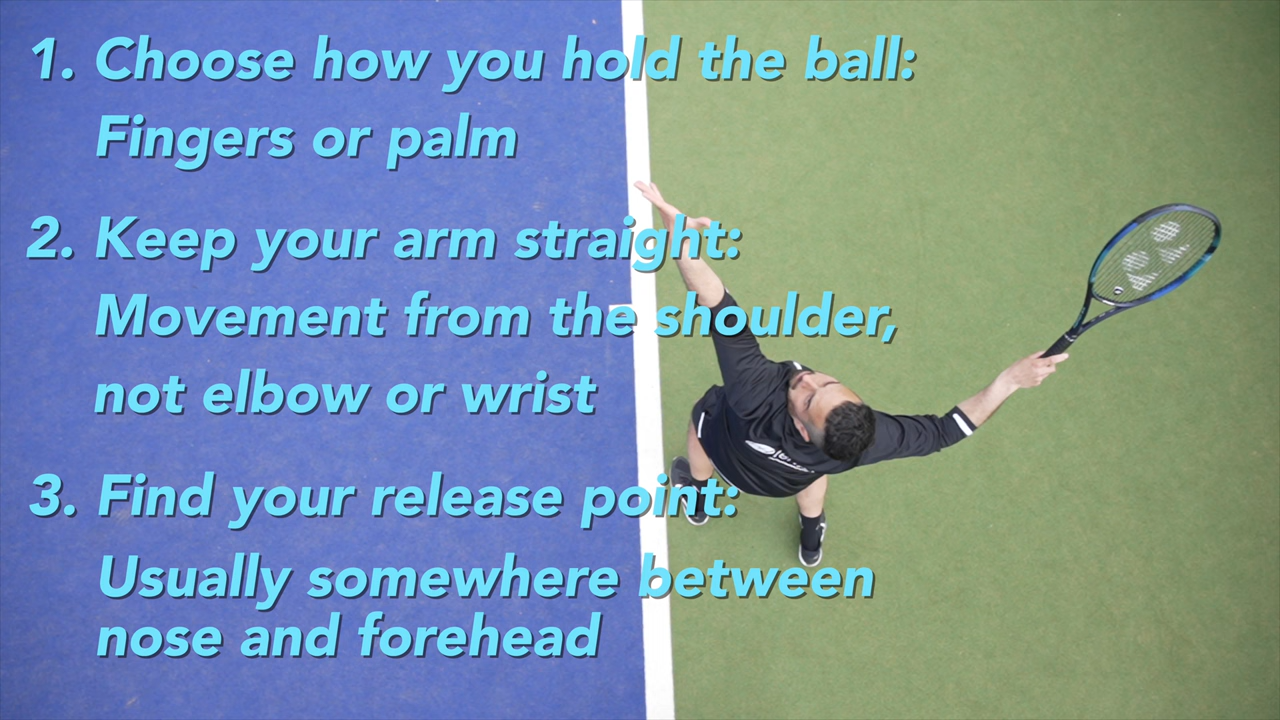 1. Choose how you hold the ball:
Fingers or palm
2. Keep your arm straight:
Movement from the shoulder,
not elbow or wrist
3. Find your release point:
Usually somewhere between
nose and forehead